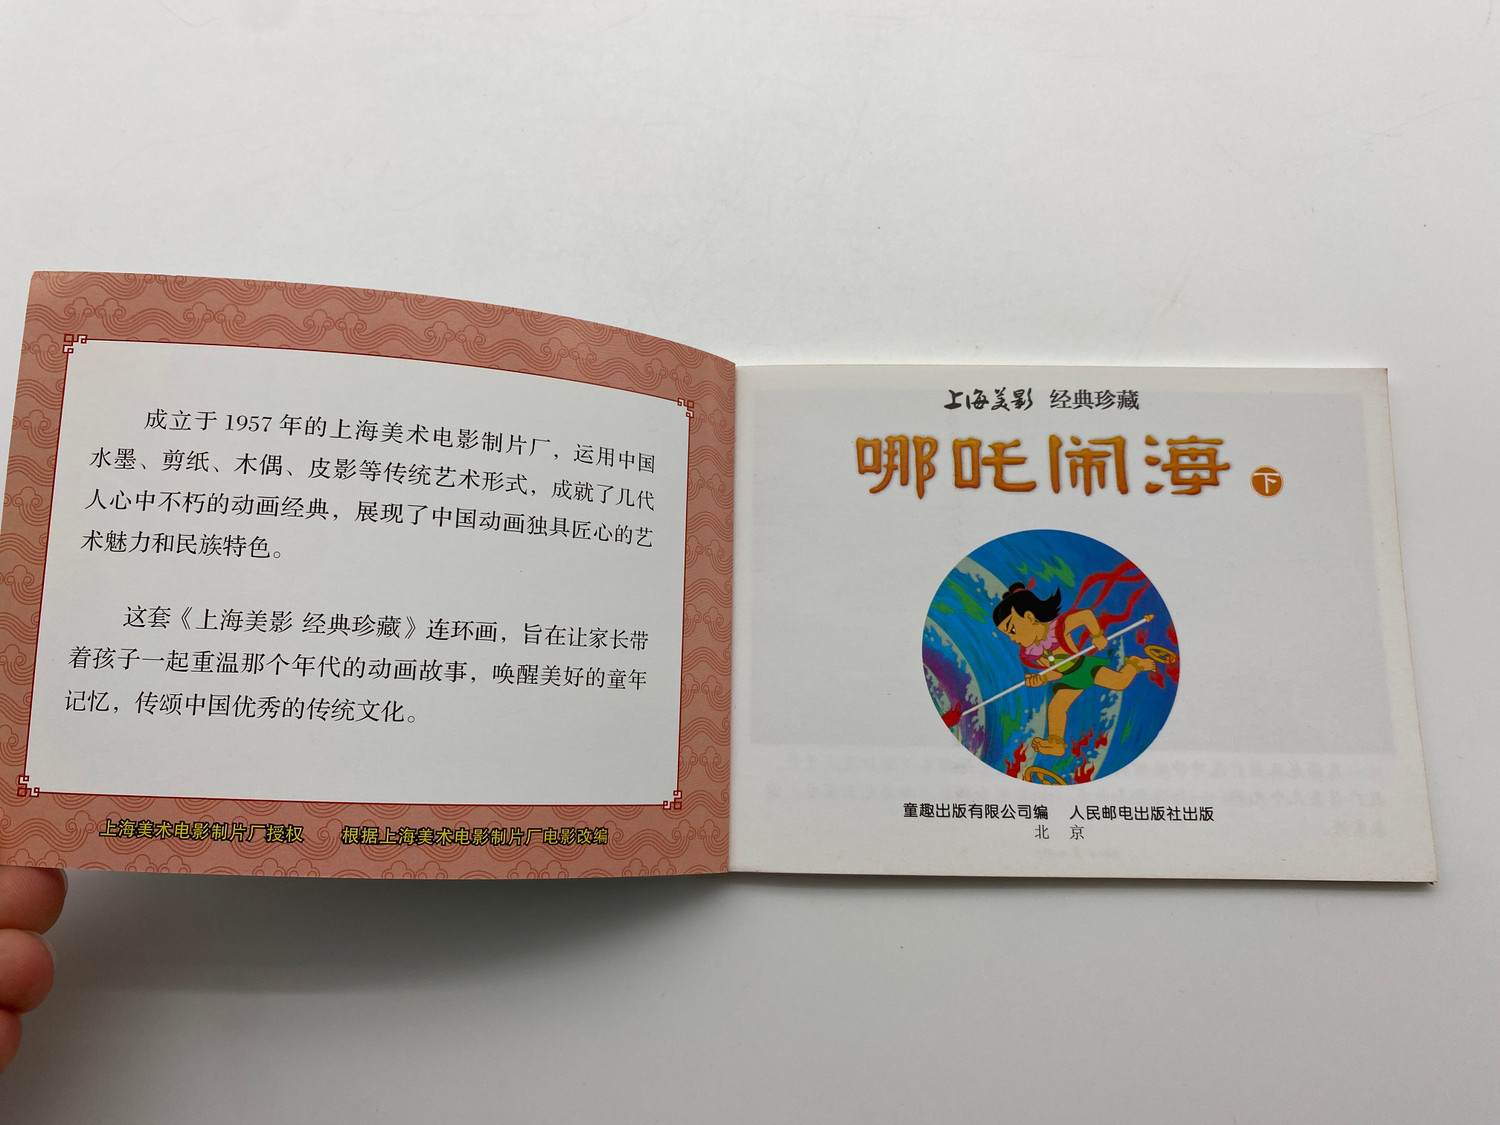 成立于1957年的上海美术电影制片厂，运用中国
水墨、剪纸、木偶、皮影等传统艺术形式，成就了几代
人心中不朽的动画经典，展现了中国动画独具匠心的艺
术魅力和民族特色。
这套《上海美影 经典珍藏》连环画，旨在让家长带
着孩子一起重温那个年代的动画故事，唤醒美好的童年
记忆，传颂中国优秀的传统文化。
上海美术电影制片厂授权 根据上海美术电影制片厂电影改编
上海美影 经典珍藏
哪吒闹海 下
童趣出版有限公司编 人民邮电出版社出版
北 京